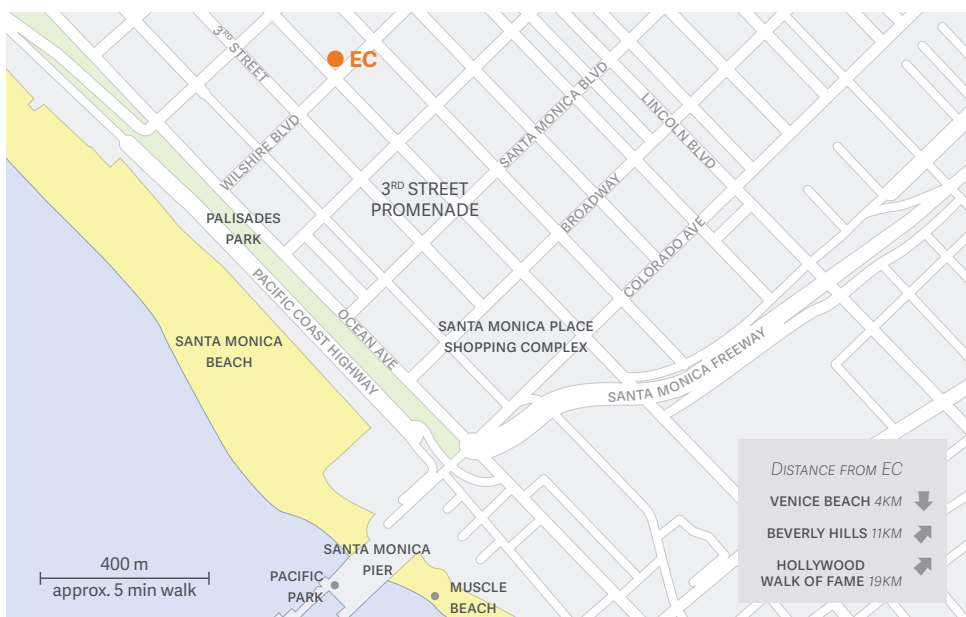 3RD STREET
EC
WILSHIRE BLVD
SANTA MONICA BLVD
LINCOLN BLVD
3RD STREET
PROMENADE
BROADWAY
PALISADES
PARK
COLORADO AVE
PACIFIC COAST HIGHWAY
OCEAN AVE
SANTA MONICA PLACE
SHOPPING COMPLEX
SANTA MONICA
BEACH
SANTA MONICA FREEWAY
DISTANCE FROM EC
VENICE BEACH 4KM
BEVERLY HILLS 11KM
HOLLYWOOD
WALK OF FAME 19KM
SANTA MONICA
PIER
400 m
approx. 5 min walk
PACIFIC
PARK
MUSCLE
BEACH